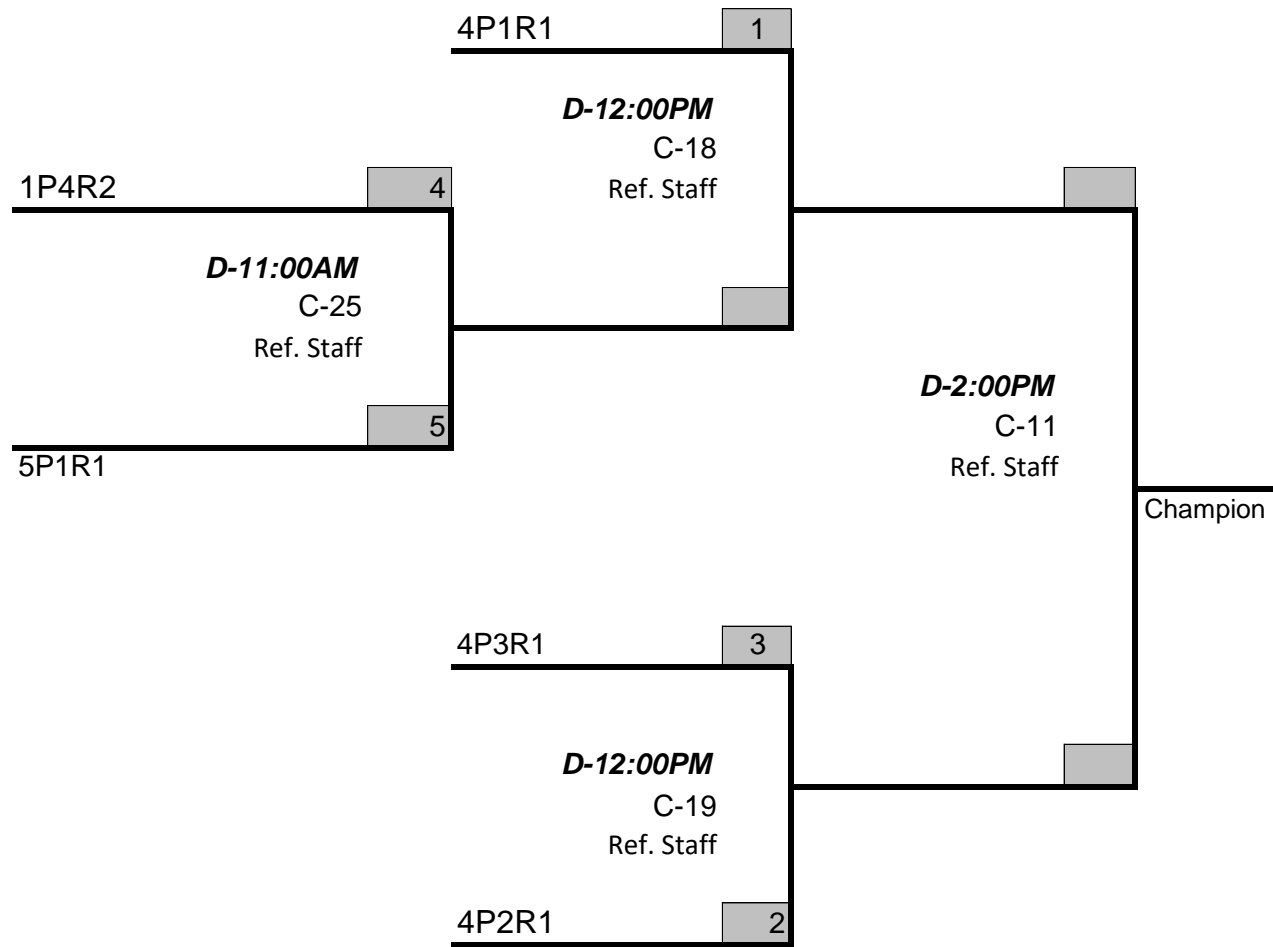 4P1R1
1
D-12:00PM
C-18
Ref. Staff
1P4R2
4
D-11:00AM
C-25
Ref. Staff
5
5P1R1
D-2:00PM
C-11
Ref. Staff
Champion
4P3R1
3
D-12:00PM
C-19
Ref. Staff
4P2R1
2